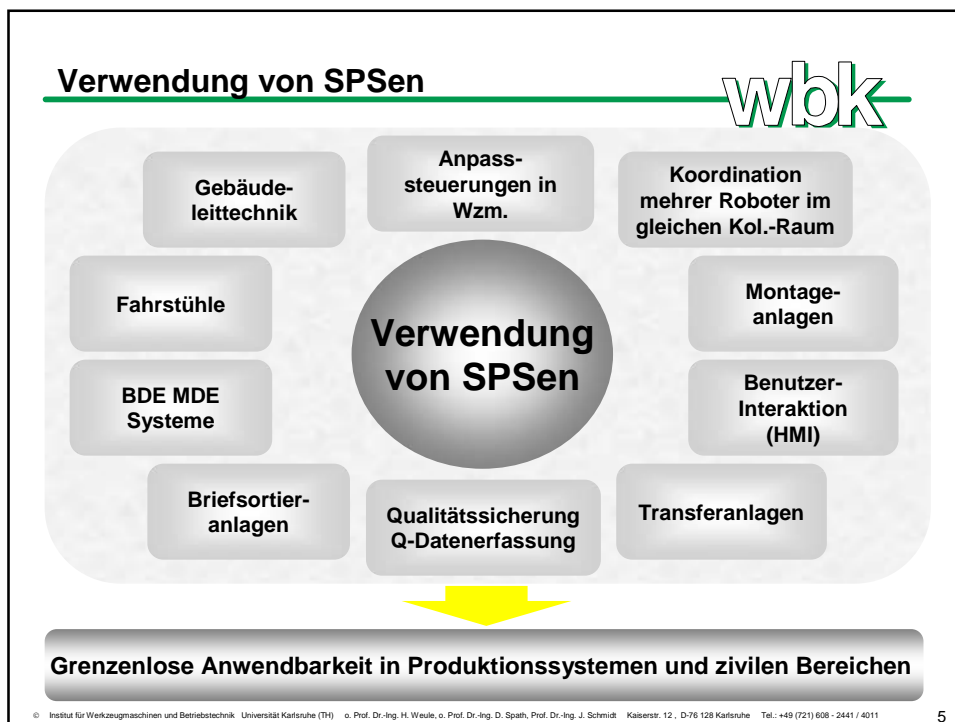 Verwendung von SPSen
wbk
Gebäude-
leittechnik
Anpass-
steuerungen in
Wzm.
Koordination
mehrer Roboter im
gleichen Kol.-Raum
Fahrstühle
Verwendung
von SPSen
Montage-
anlagen
BDE MDE
Systeme
Benutzer-
Interaktion
(HMI)
Briefsortier-
anlagen
Qualitätssicherung
Q-Datenerfassung
Transferanlagen
Grenzenlose Anwendbarkeit in Produktionssystemen und zivilen Bereichen
© Institut für Werkzeugmaschinen und Betriebstechnik Universität Karlsruhe (TH) o. Prof. Dr.-Ing. H. Weule, o. Prof. Dr.-Ing. D. Spath, Prof. Dr.-Ing. J. Schmidt Kaiserstr. 12 , D-76 128 Karlsruhe Tel.: +49 (721) 608 - 2441 / 4011
5